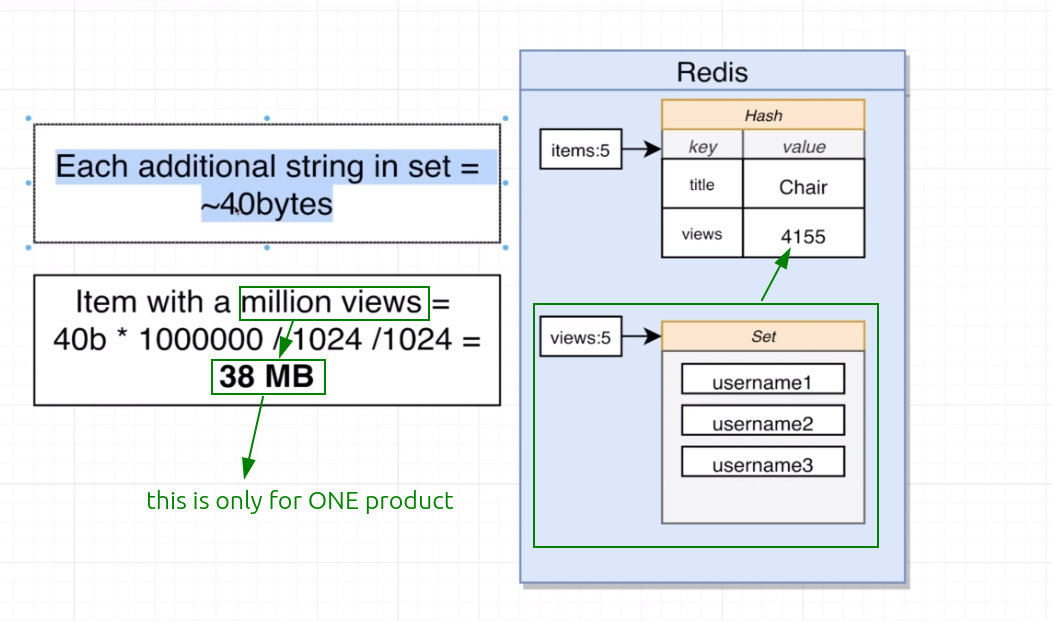 Each additional string in set =
~40bytes
Item with a million views =
40b * 1000000 / 1024 /1024 =
38 MB
this is only for ONE product
Redis
Hash
items:5
key value
title Chair
views 4155
views:5
Set
username1
username2
username3